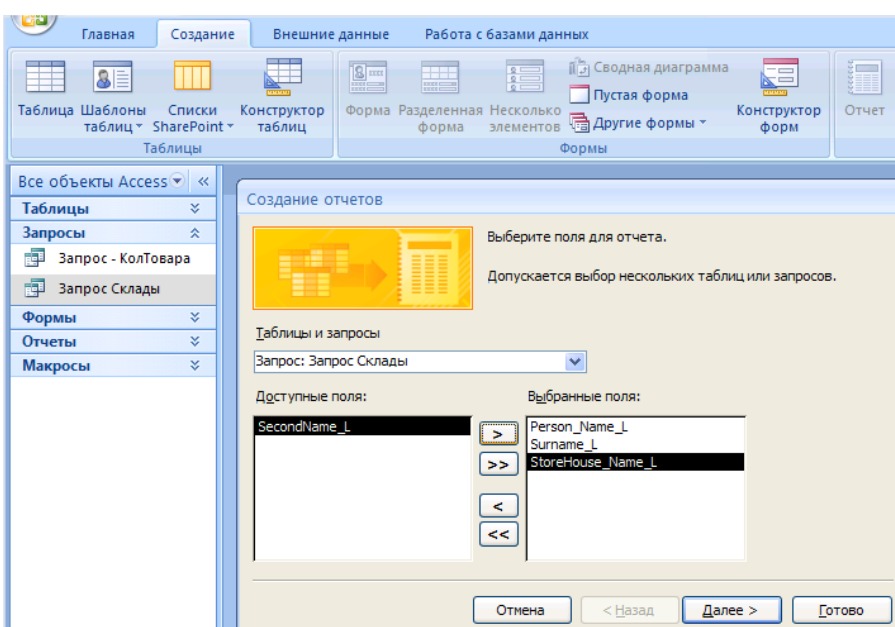 Главная Создание Внешние данные Работа с базами данных
Таблица Шаблоны таблиц Списки SharePoint Конструктор таблиц
Таблицы
Форма Разделенная форма Несколько элементов
Сводная диаграмма
Пустая форма
Другие формы
Конструктор форм
Формы
Отчет
Все объекты Access «
Таблицы
Запросы
Запрос - КолТовара
Запрос Склады
Формы
Отчеты
Макросы
Создание отчетов
Выберите поля для отчета.
Допускается выбор нескольких таблиц или запросов.
Таблицы и запросы
Запрос: Запрос Склады
Доступные поля:
SecondName_L
>
>>
<
<<
Выбранные поля:
Person_Name_L
Surname_L
StoreHouse_Name_L
Отмена < Назад Далее > Готово